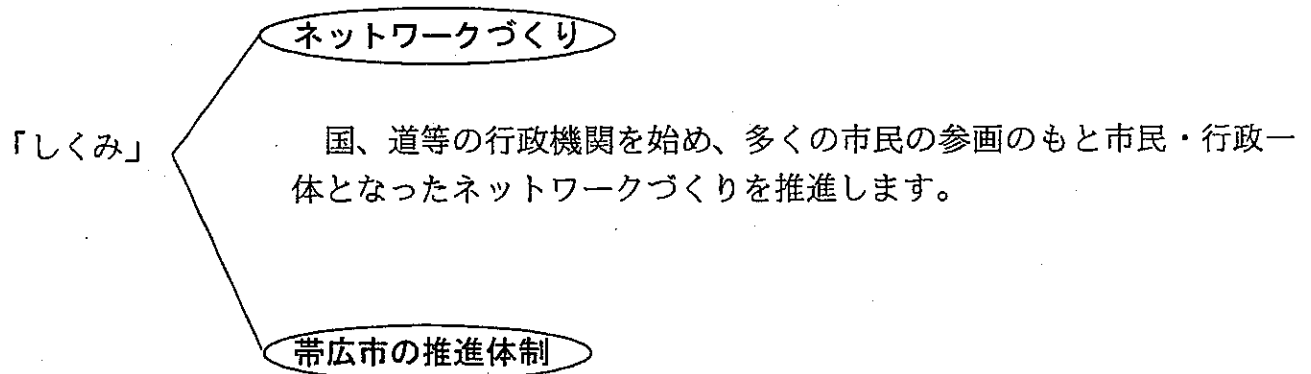 ネットワークづくり
「しくみ」
国、道等の行政機関を始め、多くの市民の参画のもと市民・行政一
体となったネットワークづくりを推進します。
帯広市の推進体制